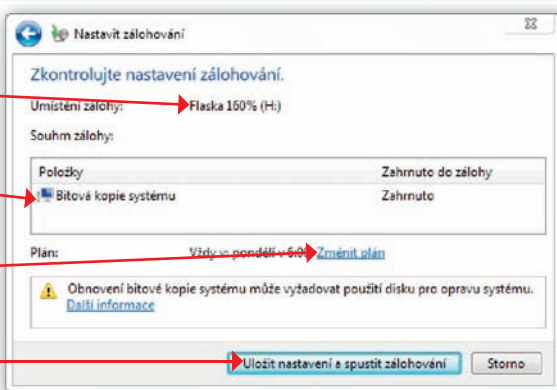 Nastavit zálohování
Zkontrolujte nastavení zálohování.
Umístění zálohy: Flaska 160% (H:)
Souhrn zálohy:
Položky Zahrnuto do zálohy
Bitová kopie systému Zahrnuto
Plán: Vždy v: pondělí v Změnit plán
Obnovení bitové kopie systému může vyžadovat použití disku pro opravu systému.
Další informace
Uložit nastavení a spustit zálohování Storno